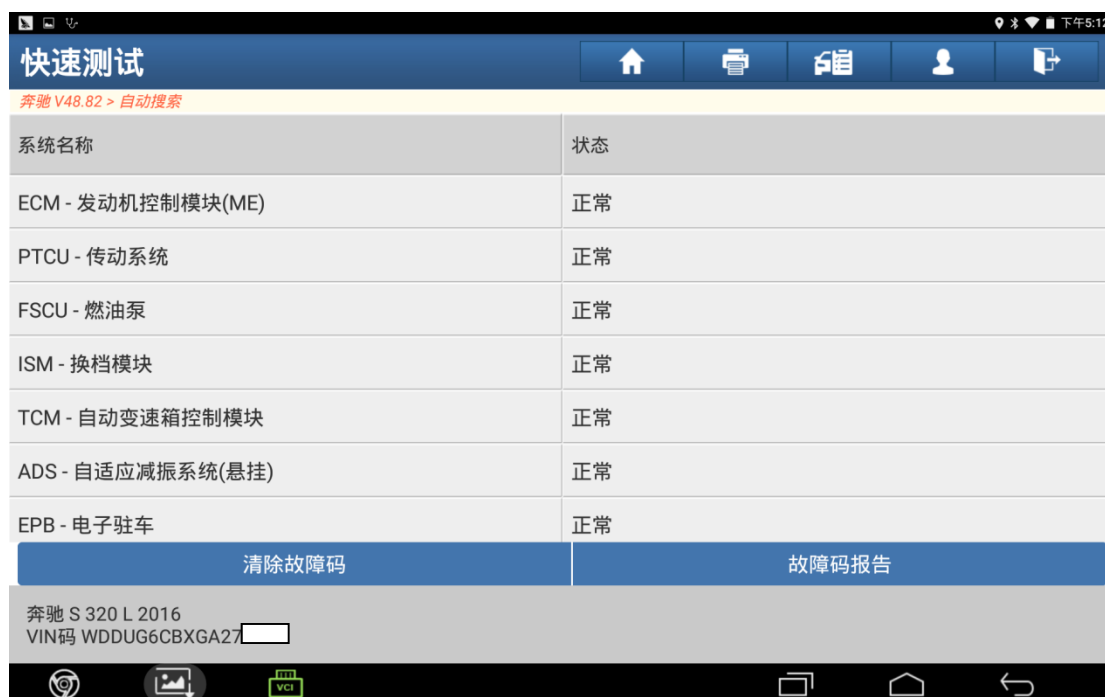 下午5:12
快速测试
奔驰 V48.82 > 自动搜索
系统名称 状态
ECM - 发动机控制模块(ME) 正常
PTCU - 传动系统 正常
FSCU - 燃油泵 正常
ISM - 换档模块 正常
TCM - 自动变速箱控制模块 正常
ADS - 自适应减振系统(悬挂) 正常
EPB - 电子驻车 正常
清除故障码 故障码报告
奔驰 S 320 L 2016
VIN码 WDDUG6CBXGA27
VCI